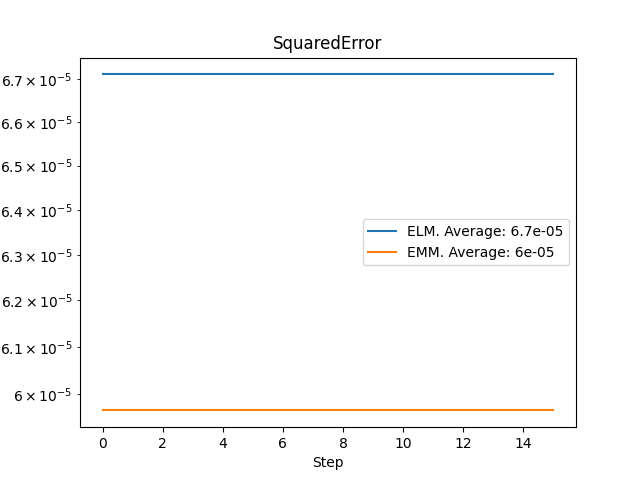 SquaredError
6.7 × 10⁻⁵
6.6 × 10⁻⁵
6.5 × 10⁻⁵
6.4 × 10⁻⁵
6.3 × 10⁻⁵
6.2 × 10⁻⁵
6.1 × 10⁻⁵
6 × 10⁻⁵
ELM. Average: 6.7e-05
EMM. Average: 6e-05
0 2 4 6 8 10 12 14
Step